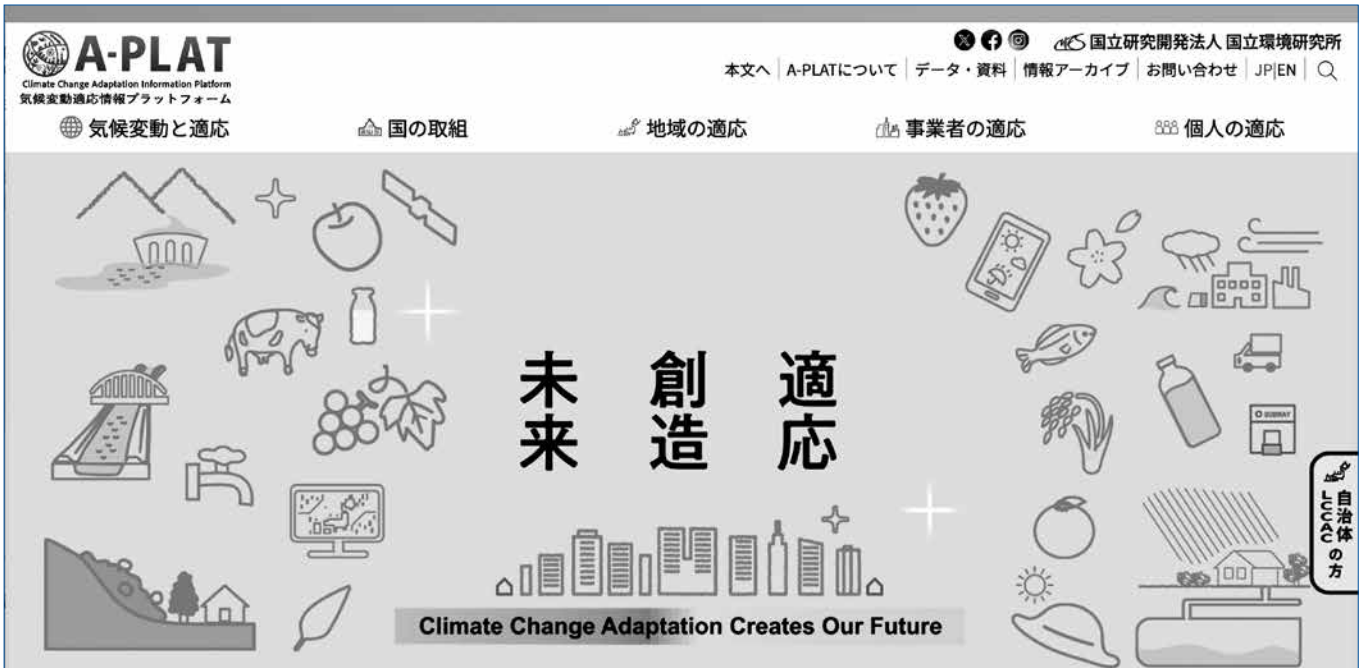 A-PLAT
Climate Change Adaptation Information Platform
気候変動適応情報プラットフォーム
国立研究開発法人 国立環境研究所
本文へ | A-PLATについて | データ・資料 | 情報アーカイブ | お問い合わせ | JP|EN |
気候変動と適応 国の取組 地域の適応 事業者の適応 個人の適応
適応
創造
未来
SUBWAY
自治体
LCCAC
の方
Climate Change Adaptation Creates Our Future